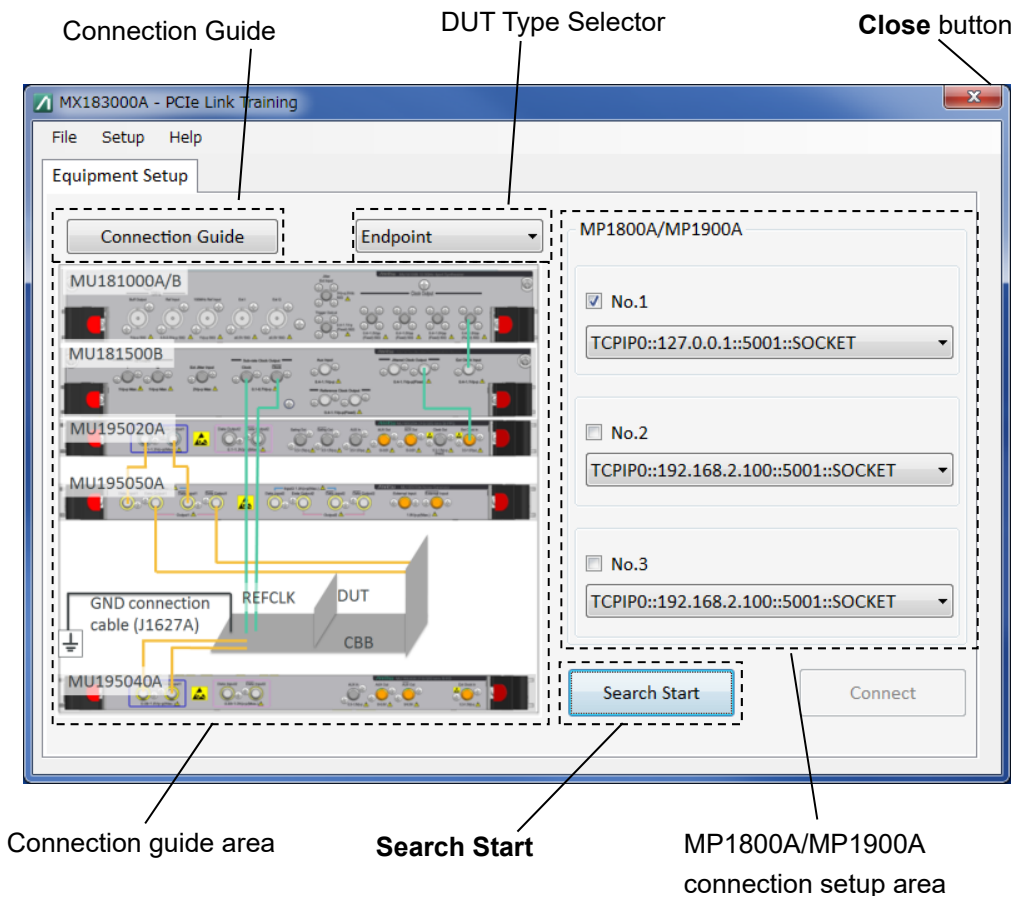 Connection Guide
DUT Type Selector
Close button
MX183000A - PCIe Link Training
File Setup Help
Equipment Setup
Connection Guide
Endpoint
MU181000A/B
MU181500B
MU195020A
MU195050A
GND connection
cable (J1627A)
REFCLK
DUT
CBB
MU195040A
MP1800A/MP1900A
No.1
TCPIP0::127.0.0.1::5001::SOCKET
No.2
TCPIP0::192.168.2.100::5001::SOCKET
No.3
TCPIP0::192.168.2.100::5001::SOCKET
Search Start
Connect
Connection guide area
Search Start
MP1800A/MP1900A
connection setup area